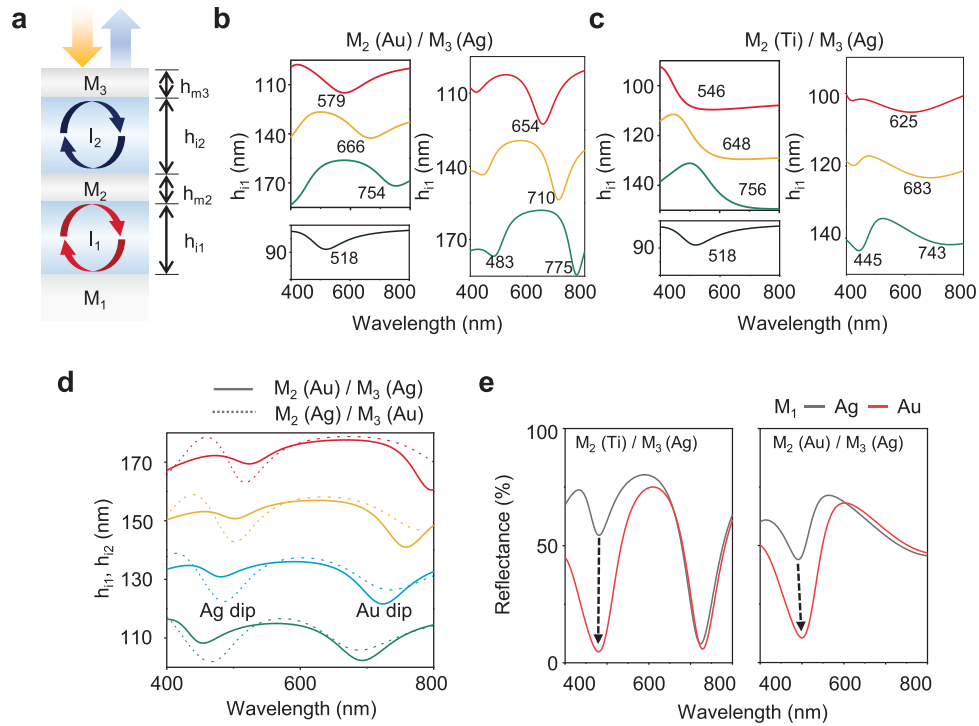 a
M3
I2
M2
I1
M1
hm3
hi2
hm2
hi1
b
M2 (Au) / M3 (Ag)
hi1 (nm)
110
140
170
90
579
666
754
518
400 600 800
hi1 (nm)
110
140
170
654
710
483 775
400 600 800
Wavelength (nm)
c
M2 (Ti) / M3 (Ag)
hi1 (nm)
90
110
130
90
546
648
756
518
400 600 800
hi1 (nm)
100
120
140
625
683
445 743
400 600 800
Wavelength (nm)
d
M2 (Au) / M3 (Ag)
M2 (Ag) / M3 (Au)
hi1, hi2 (nm)
170
150
130
110
Ag dip Au dip
400 600 800
Wavelength (nm)
e
M1 Ag Au
Reflectance (%)
100
50
0
M2 (Ti) / M3 (Ag)
400 600 800
M2 (Au) / M3 (Ag)
400 600 800
Wavelength (nm)